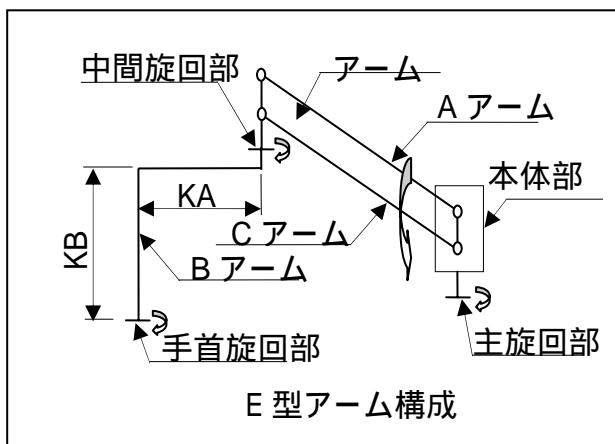 中間旋回部
アーム
A アーム
本体部
KA
C アーム
KB
B アーム
手首旋回部
主旋回部
E 型アーム構成